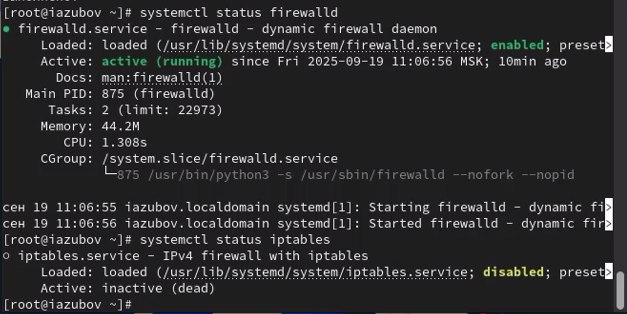 [root@iazubov ~]# systemctl status firewalld
● firewalld.service - firewalld - dynamic firewall daemon
Loaded: loaded (/usr/lib/systemd/system/firewalld.service; enabled; preset>
Active: active (running) since Fri 2025-09-19 11:06:56 MSK; 10min ago
Docs: man:firewalld(1)
Main PID: 875 (firewalld)
Tasks: 2 (limit: 22973)
Memory: 44.2M
CPU: 1.308s
CGroup: /system.slice/firewalld.service
└─875 /usr/bin/python3 -s /usr/sbin/firewalld --nofork --nopid
сен 19 11:06:55 iazubov.localdomain systemd[1]: Starting firewalld - dynamic fi>
сен 19 11:06:56 iazubov.localdomain systemd[1]: Started firewalld - dynamic fir>
[root@iazubov ~]# systemctl status iptables
○ iptables.service - IPv4 firewall with iptables
Loaded: loaded (/usr/lib/systemd/system/iptables.service; disabled; preset>
Active: inactive (dead)
[root@iazubov ~]#